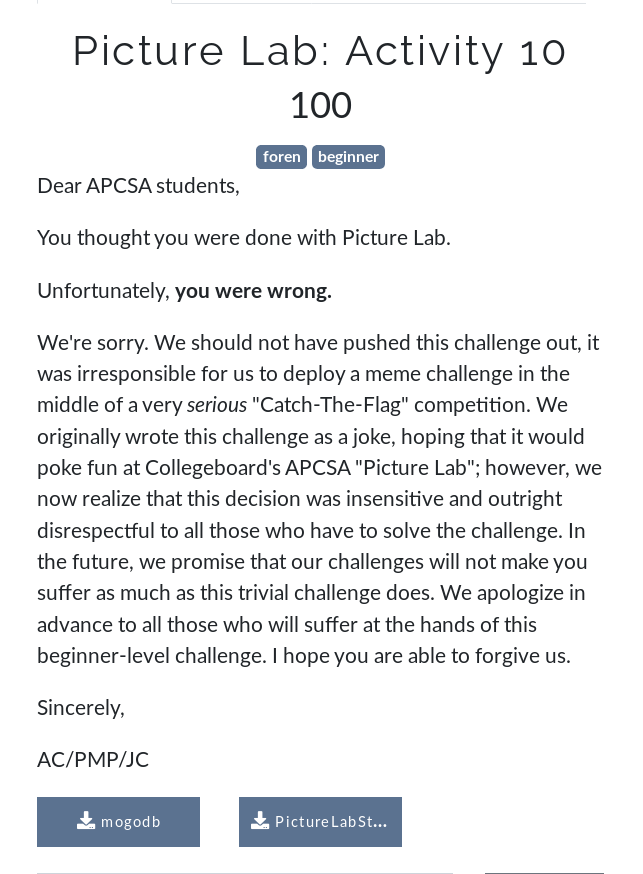 Picture Lab: Activity 10
100
foren beginner
Dear APCSA students,
You thought you were done with Picture Lab.
Unfortunately, you were wrong.
We're sorry. We should not have pushed this challenge out, it
was irresponsible for us to deploy a meme challenge in the
middle of a very serious "Catch-The-Flag" competition. We
originally wrote this challenge as a joke, hoping that it would
poke fun at Collegeboard's APCSA "Picture Lab"; however, we
now realize that this decision was insensitive and outright
disrespectful to all those who have to solve the challenge. In
the future, we promise that our challenges will not make you
suffer as much as this trivial challenge does. We apologize in
advance to all those who will suffer at the hands of this
beginner-level challenge. I hope you are able to forgive us.
Sincerely,
AC/PMP/JC
mogodb PictureLabSt...